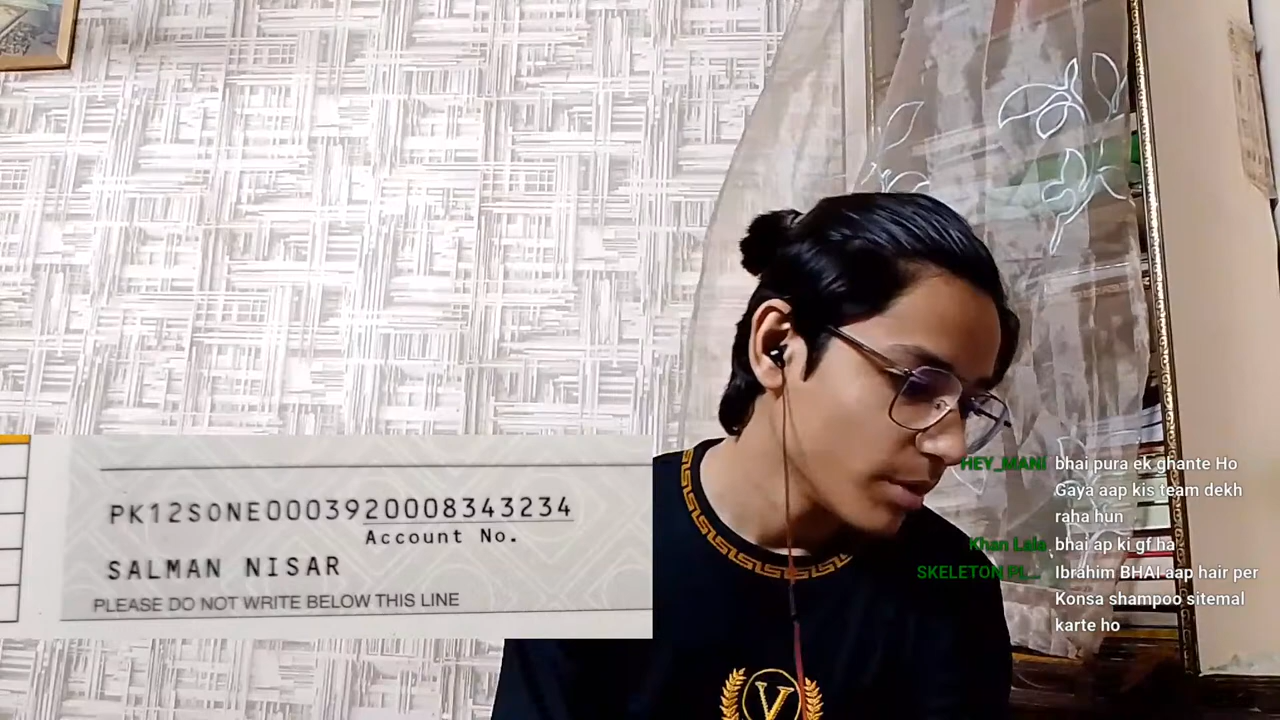 PK12SONE0003920008343234
Account No.
SALMAN NISAR
PLEASE DO NOT WRITE BELOW THIS LINE
HEY_MANI bhai pura ek ghante Ho
Gaya aap kis team dekh
raha hun
Khan Lala bhai ap ki gf ha
SKELETON PL... Ibrahim BHAI aap hair per
Konsa shampoo sitemal
karte ho
V